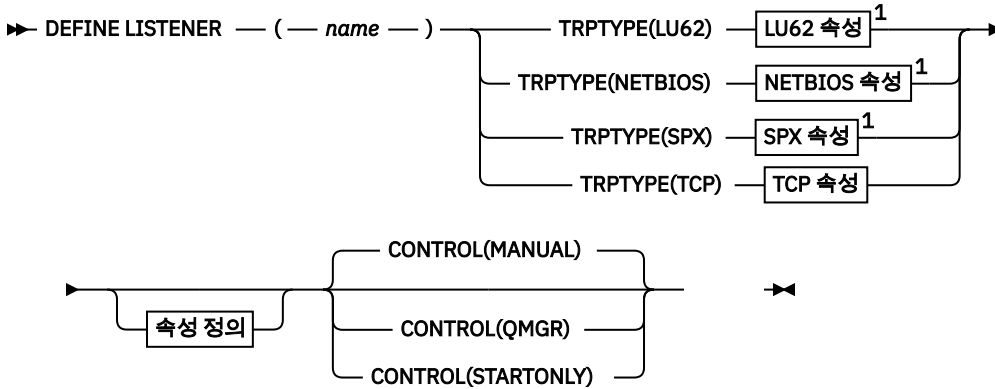 DEFINE LISTENER ( name ) TRPTYPE(LU62) LU62 속성 1
TRPTYPE(NETBIOS) NETBIOS 속성 1
TRPTYPE(SPX) SPX 속성 1
TRPTYPE(TCP) TCP 속성
CONTROL(MANUAL)
속성 정의
CONTROL(QMGR)
CONTROL(STARTONLY)